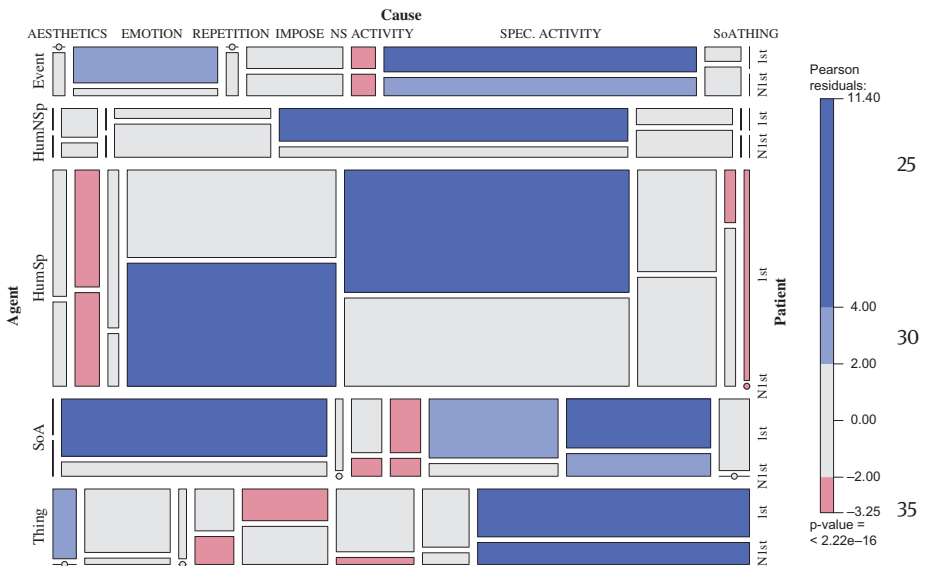 Cause
AESTHETICS EMOTION REPETITION IMPOSE NS ACTIVITY SPEC. ACTIVITY SoATHING
Event
1st
N1st
HumNSp
1st
N1st
HumSp
1st
N1st
SoA
1st
N1st
Thing
1st
N1st
Agent
Patient
Pearson
residuals:
11.40
4.00
2.00
0.00
−2.00
−3.25
p-value =
< 2.22e−16
25
30
35